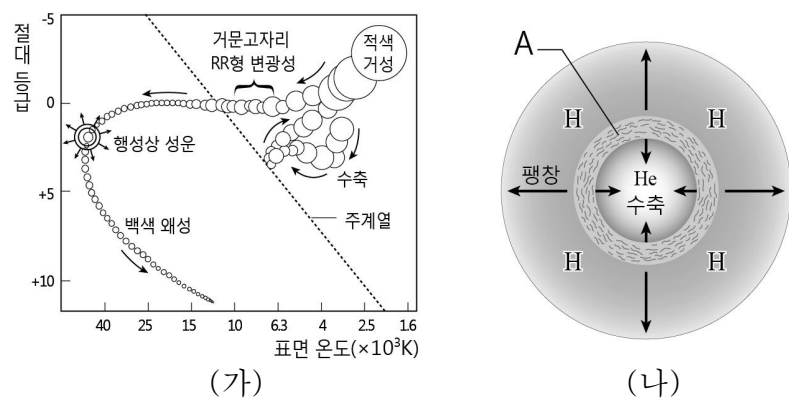 절대등급
-5
0
+5
+10
거문고자리
RR형 변광성
적색
거성
행성상 성운
수축
백색 왜성
주계열
40 25 15 10 6.3 4 2.5 1.6
표면 온도(×10³K)
(가)
A
H H
팽창
He
수축
H H
(나)